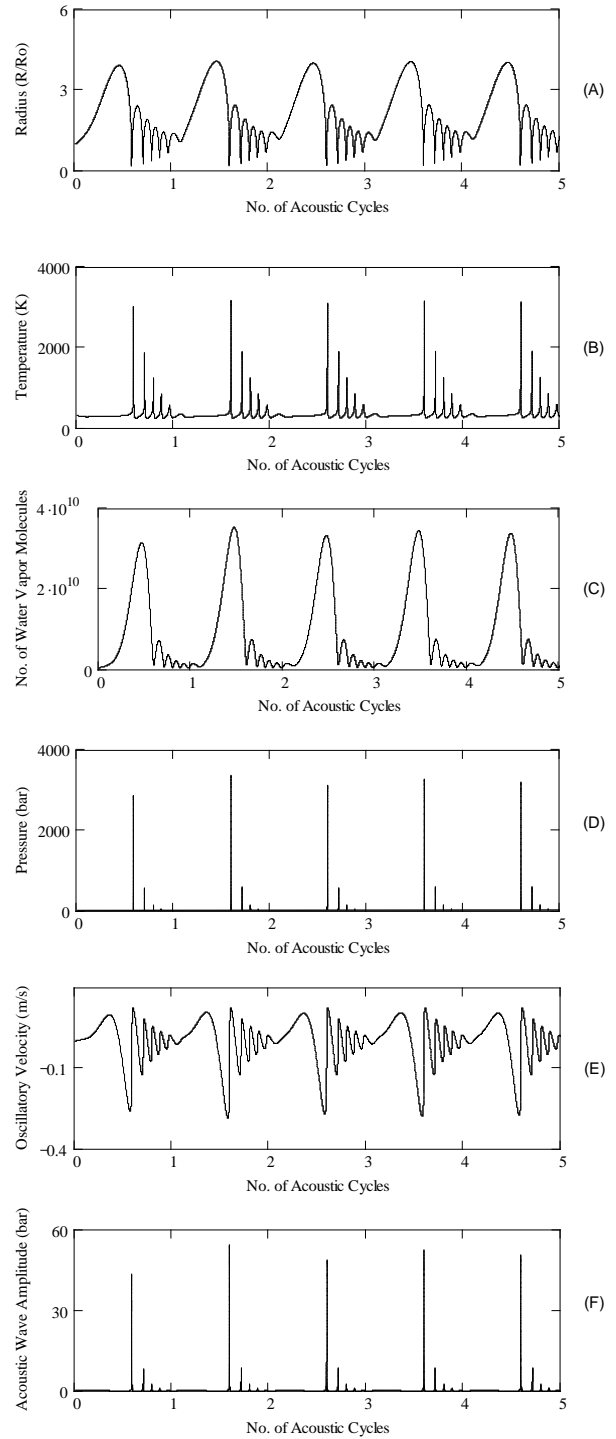 6
3
0
Radius (R/Ro)
0 1 2 3 4 5
No. of Acoustic Cycles
(A)
4000
2000
0
Temperature (K)
0 1 2 3 4 5
No. of Acoustic Cycles
(B)
4·10^10
2·10^10
0
No. of Water Vapor Molecules
0 1 2 3 4 5
No. of Acoustic Cycles
(C)
4000
2000
0
Pressure (bar)
0 1 2 3 4 5
No. of Acoustic Cycles
(D)
−0.1
−0.4
Oscillatory Velocity (m/s)
0 1 2 3 4 5
No. of Acoustic Cycles
(E)
60
30
0
Acoustic Wave Amplitude (bar)
0 1 2 3 4 5
No. of Acoustic Cycles
(F)